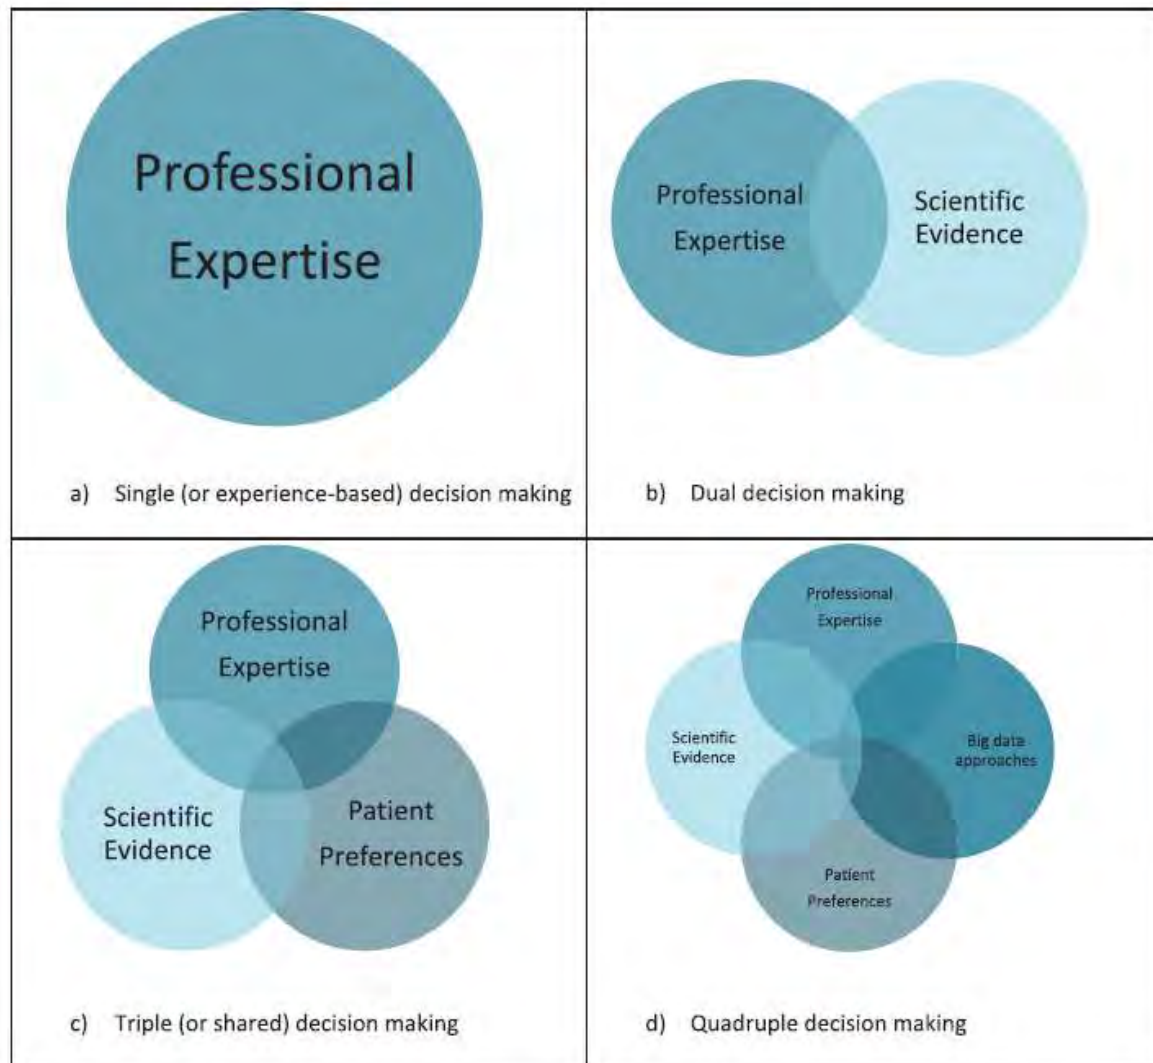 Professional
Expertise
a) Single (or experience-based) decision making
Professional
Expertise
Scientific
Evidence
b) Dual decision making
Professional
Expertise
Scientific
Evidence
Patient
Preferences
c) Triple (or shared) decision making
Professional
Expertise
Scientific
Evidence
Big data
approaches
Patient
Preferences
d) Quadruple decision making